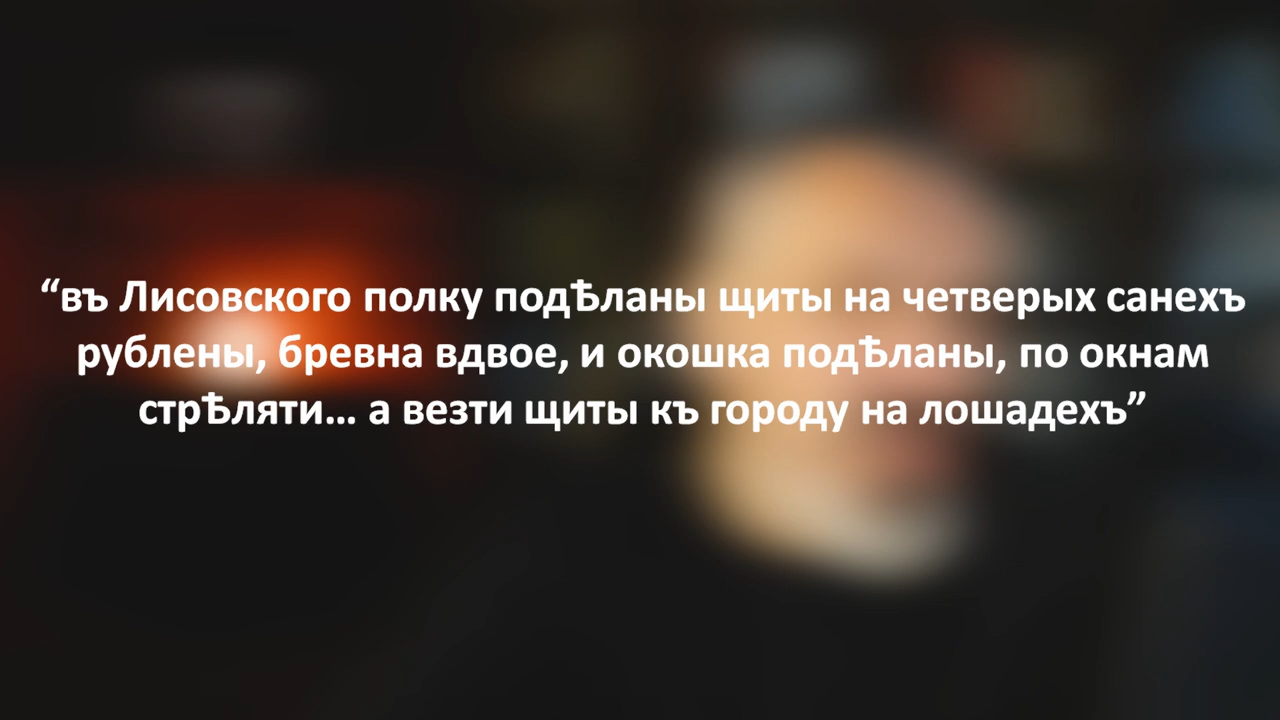 “въ Лисовского полку подѣланы щиты на четверых санехъ
рублены, бревна вдвое, и окошка подѣланы, по окнам
стрѣляти… а везти щиты къ городу на лошадехъ”